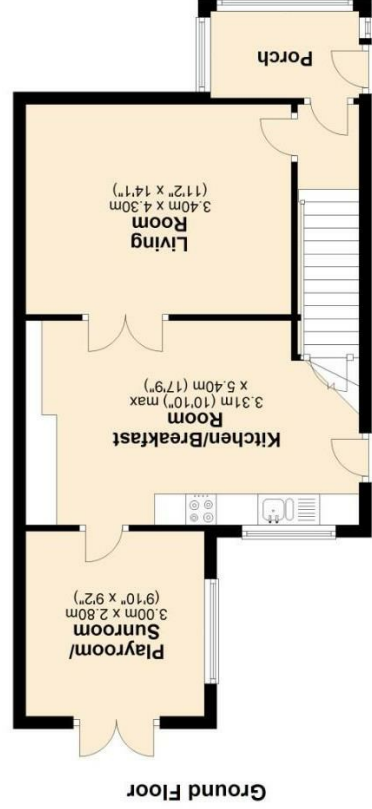 Ground Floor
Playroom/
Sunroom
3.00m x 2.80m
(9'10" x 9'2")
Kitchen/Breakfast
Room
3.31m (10'10") max
x 5.40m (17'9")
Living
Room
3.40m x 4.30m
(11'2" x 14'1")
Porch